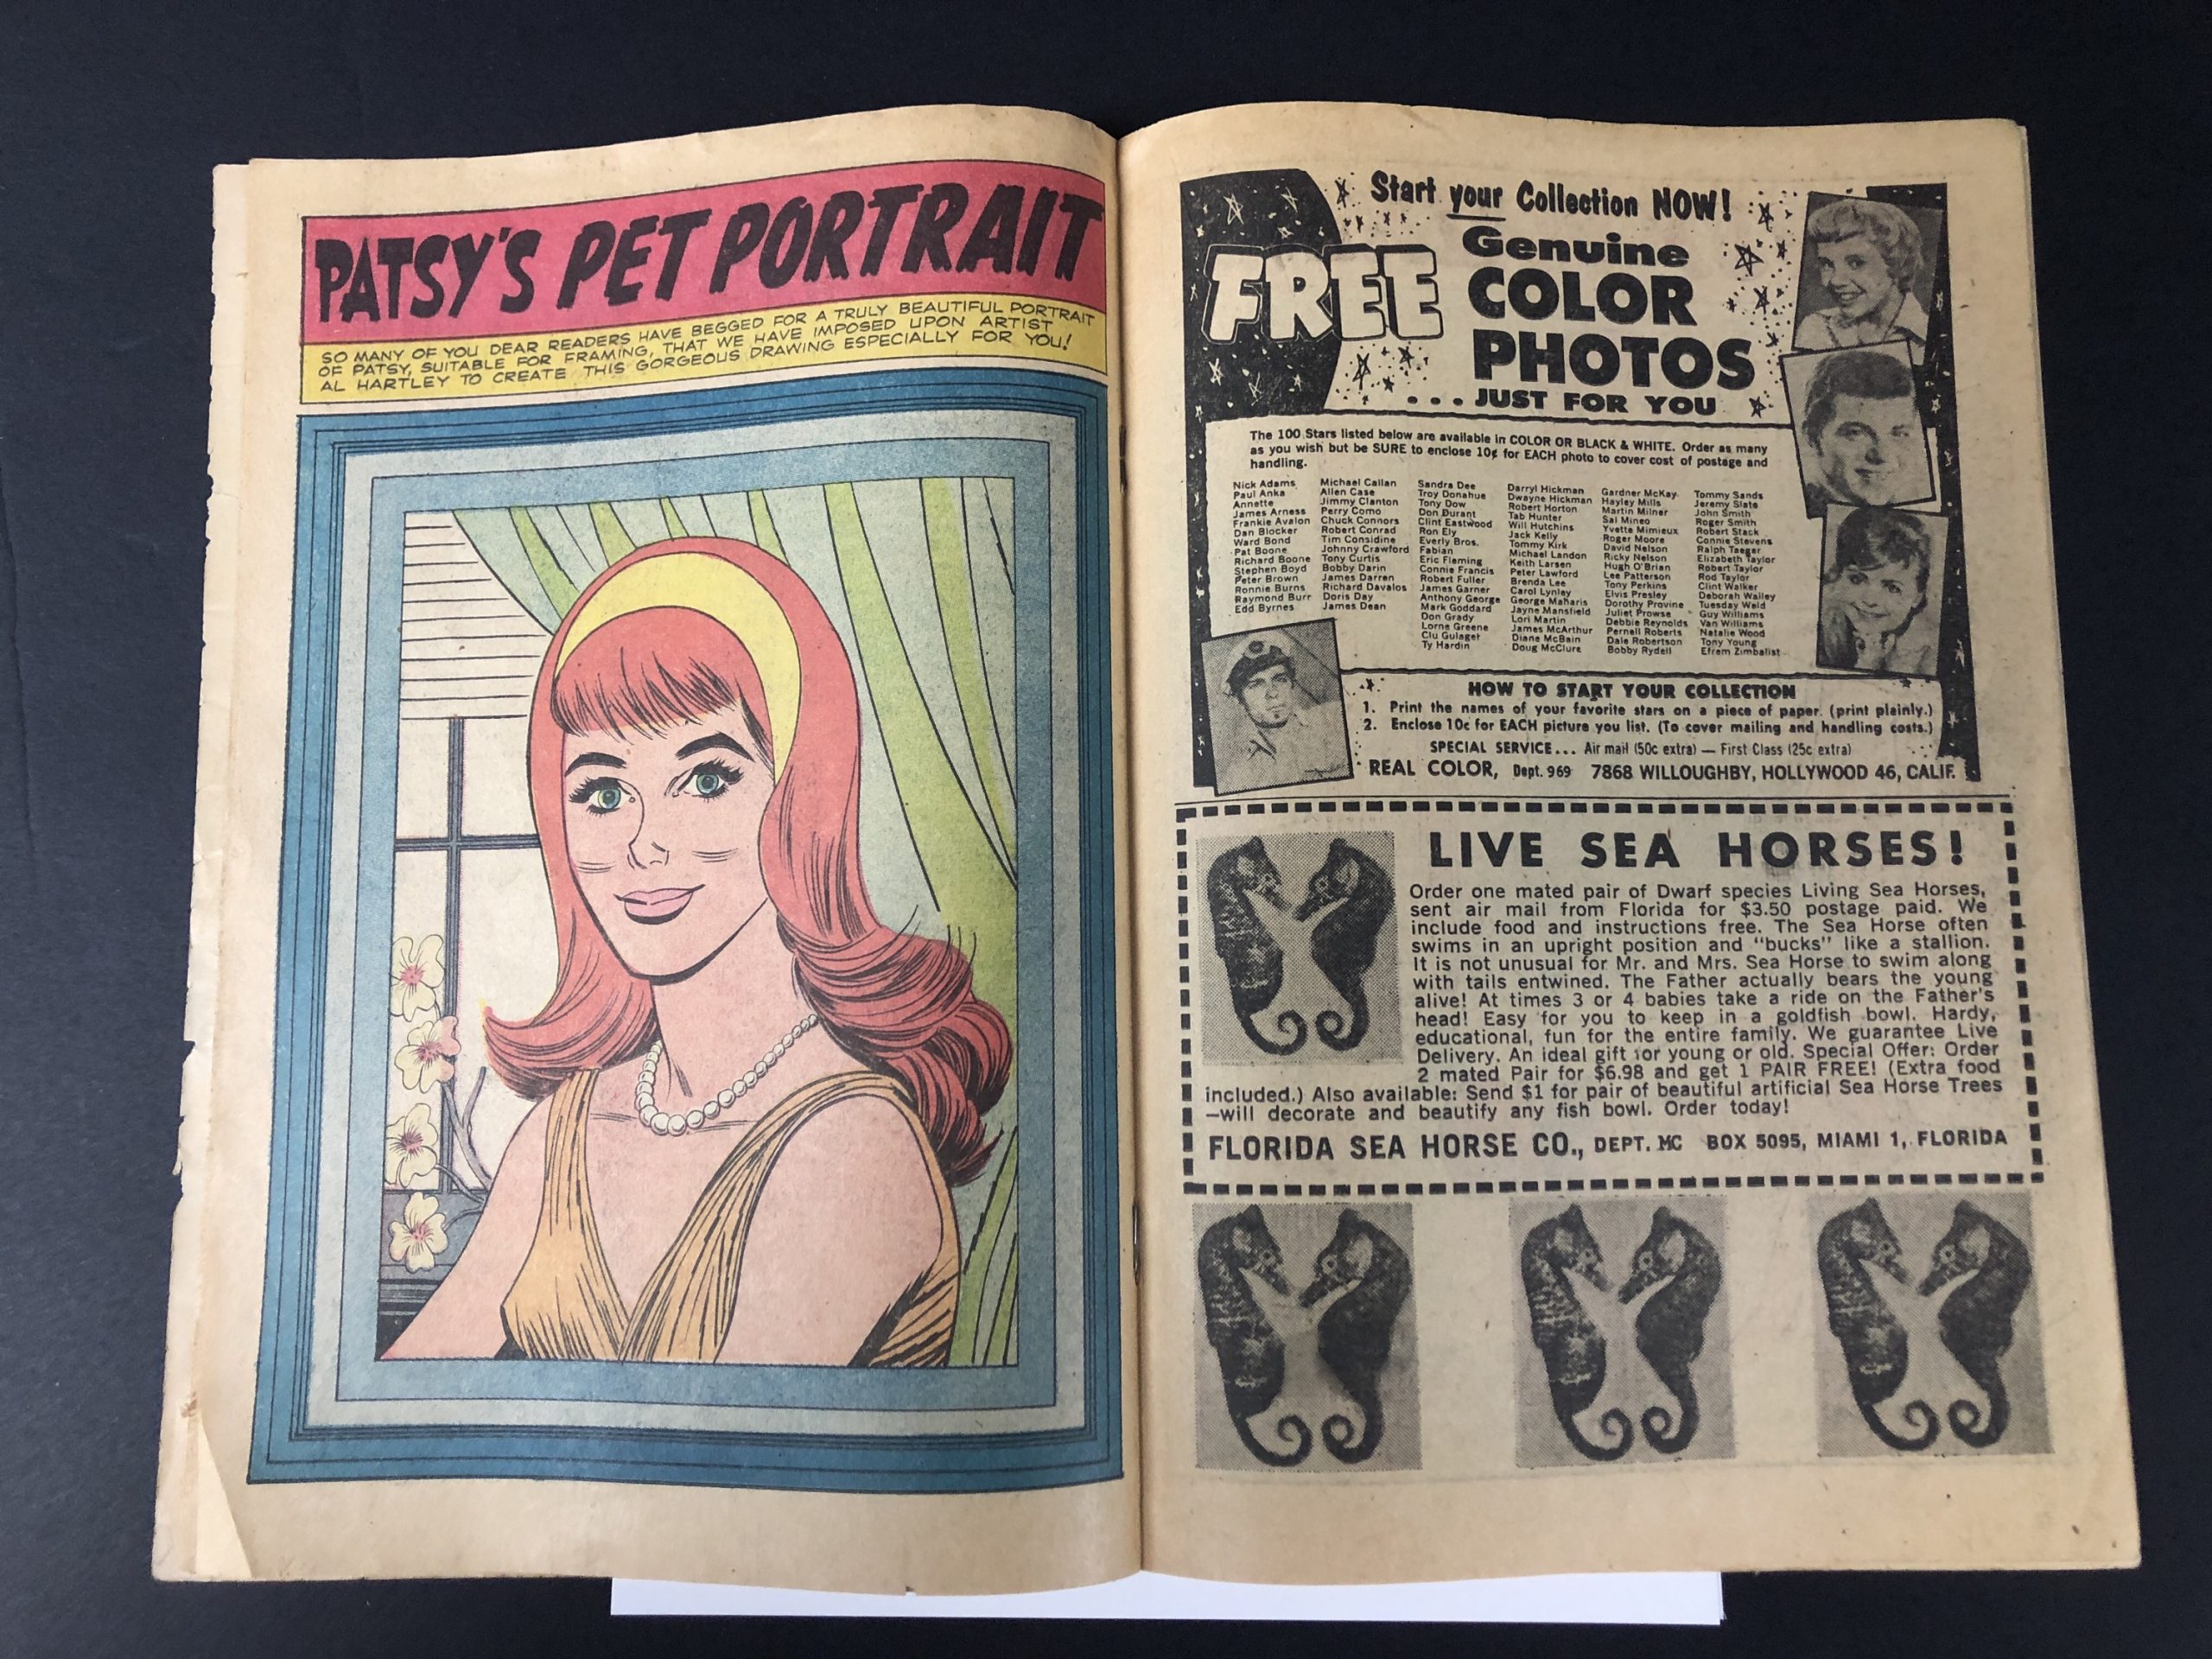 PATSY'S PET PORTRAIT
SO MANY OF YOU DEAR READERS HAVE BEGGED FOR A TRULY BEAUTIFUL PORTRAIT
OF PATSY, SUITABLE FOR FRAMING, THAT WE HAVE IMPOSED UPON ARTIST
AL HARTLEY TO CREATE THIS GORGEOUS DRAWING ESPECIALLY FOR YOU!
Start your Collection NOW!
FREE Genuine
COLOR
PHOTOS
...JUST FOR YOU
The 100 Stars listed below are available in COLOR OR BLACK & WHITE. Order as many
as you wish but be SURE to enclose 10¢ for EACH photo to cover cost of postage and
handling.
Nick Adams
Paul Anka
Annette
James Arness
Frankie Avalon
Dan Blocker
Ward Bond
Pat Boone
Richard Boone
Stephen Boyd
Peter Brown
Ronnie Burns
Raymond Burr
Edd Byrnes
Michael Callan
Allen Case
Jimmy Clanton
Perry Como
Chuck Connors
Robert Conrad
Tim Considine
Johnny Crawford
Tony Curtis
Bobby Darin
James Darren
Richard Davalos
Doris Day
James Dean
Sandra Dee
Troy Donahue
Tony Dow
Don Durant
Clint Eastwood
Ron Ely
Everly Bros.
Fabian
Eric Fleming
Connie Francis
Robert Fuller
James Garner
Anthony George
Mark Goddard
Don Grady
Lorne Greene
Clu Gulager
Ty Hardin
Darryl Hickman
Dwayne Hickman
Robert Horton
Tab Hunter
Will Hutchins
Jack Kelly
Tommy Kirk
Michael Landon
Keith Larsen
Peter Lawford
Brenda Lee
Carol Lynley
George Maharis
Jayne Mansfield
Lori Martin
James McArthur
Diane McBain
Doug McClure
Gardner McKay
Hayley Mills
Martin Milner
Sal Mineo
Yvette Mimieux
Roger Moore
David Nelson
Ricky Nelson
Hugh O'Brian
Lee Patterson
Tony Perkins
Elvis Presley
Dorothy Provine
Juliet Prowse
Debbie Reynolds
Pernell Roberts
Dale Robertson
Bobby Rydell
Tommy Sands
Jeremy Slate
John Smith
Roger Smith
Robert Stack
Connie Stevens
Ralph Taeger
Elizabeth Taylor
Robert Taylor
Rod Taylor
Clint Walker
Deborah Walley
Tuesday Weld
Guy Williams
Van Williams
Natalie Wood
Tony Young
Efrem Zimbalist
HOW TO START YOUR COLLECTION
1. Print the names of your favorite stars on a piece of paper. (print plainly.)
2. Enclose 10c for EACH picture you list. (To cover mailing and handling costs.)
SPECIAL SERVICE... Air mail (50c extra) — First Class (25c extra)
REAL COLOR, Dept. 969 7868 WILLOUGHBY, HOLLYWOOD 46, CALIF.
LIVE SEA HORSES!
Order one mated pair of Dwarf species Living Sea Horses,
sent air mail from Florida for $3.50 postage paid. We
include food and instructions free. The Sea Horse often
swims in an upright position and "bucks" like a stallion.
It is not unusual for Mr. and Mrs. Sea Horse to swim along
with tails entwined. The Father actually bears the young
alive! At times 3 or 4 babies take a ride on the Father's
head! Easy for you to keep in a goldfish bowl. Hardy,
educational, fun for the entire family. We guarantee Live
Delivery. An ideal gift for young or old. Special Offer: Order
2 mated Pair for $6.98 and get 1 PAIR FREE! (Extra food
included.) Also available: Send $1 for pair of beautiful artificial Sea Horse Trees
—will decorate and beautify any fish bowl. Order today!
FLORIDA SEA HORSE CO., DEPT. MC BOX 5095, MIAMI 1, FLORIDA